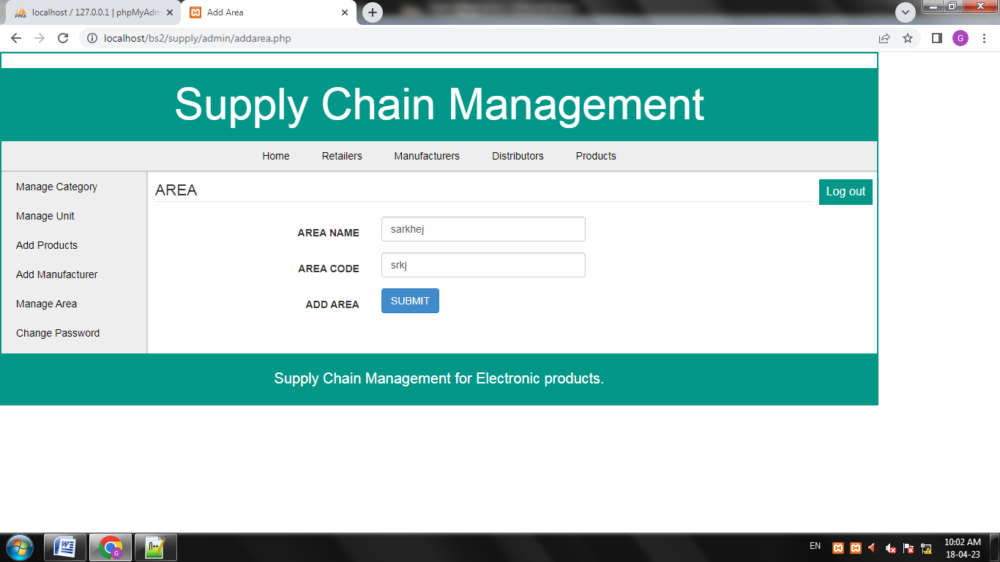 localhost / 127.0.0.1 | phpMyAdm
Add Area
localhost/bs2/supply/admin/addarea.php
G
Supply Chain Management
Home Retailers Manufacturers Distributors Products
Manage Category
Manage Unit
Add Products
Add Manufacturer
Manage Area
Change Password
AREA
Log out
AREA NAME sarkhej
AREA CODE srkj
ADD AREA SUBMIT
Supply Chain Management for Electronic products.
EN
10:02 AM
18-04-23